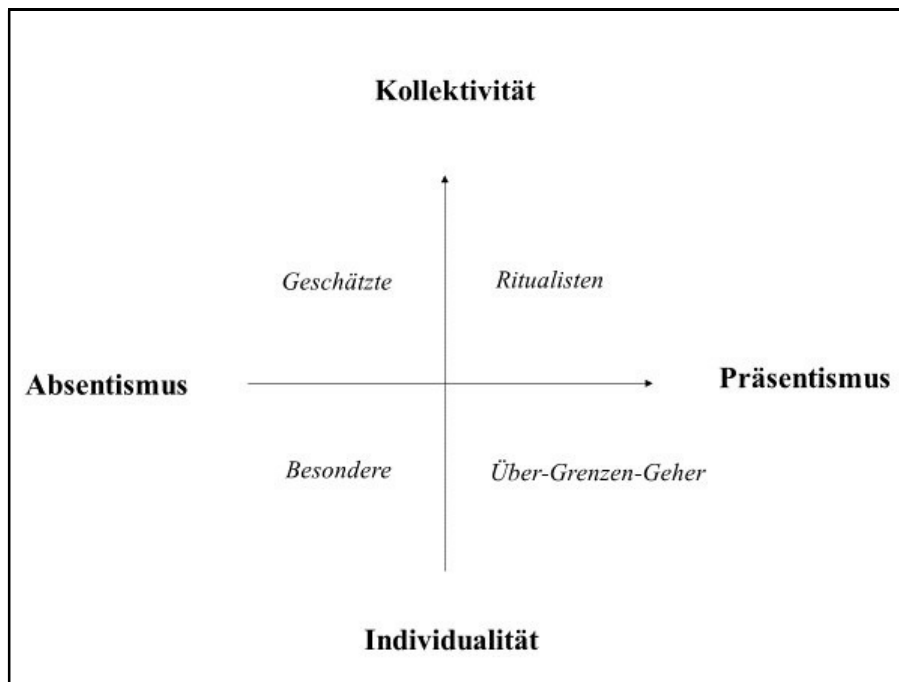 Kollektivität
Geschätzte
Ritualisten
Absentismus
Präsentismus
Besondere
Über-Grenzen-Geher
Individualität